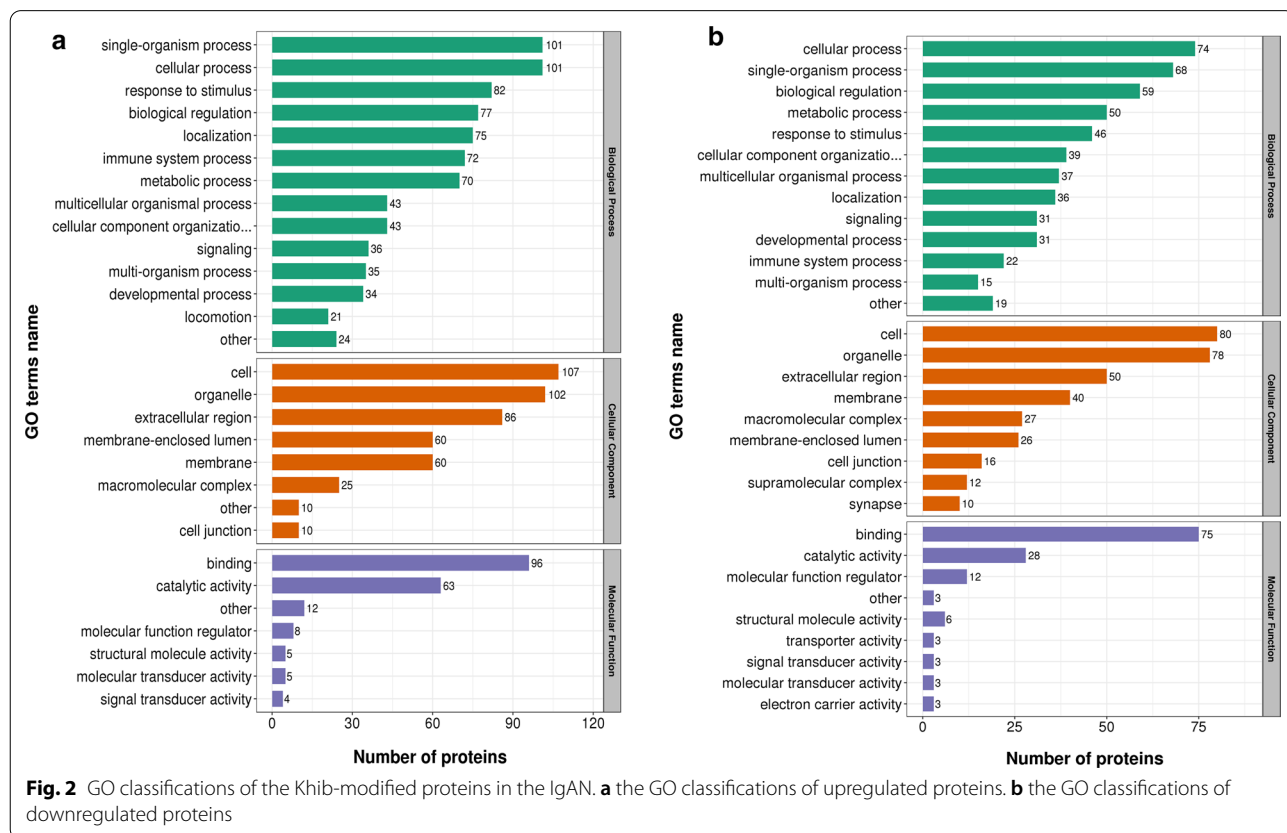 a
GO terms name
single-organism process 101
cellular process 101
response to stimulus 82
biological regulation 77
localization 75
immune system process 72
metabolic process 70
multicellular organismal process 43
cellular component organizatio... 43
signaling 36
multi-organism process 35
developmental process 34
locomotion 21
other 24
Biological Process
cell 107
organelle 102
extracellular region 86
membrane-enclosed lumen 60
membrane 60
macromolecular complex 25
other 10
cell junction 10
Cellular Component
binding 96
catalytic activity 63
other 12
molecular function regulator 8
structural molecule activity 5
molecular transducer activity 5
signal transducer activity 4
Molecular Function
0 30 60 90 120
Number of proteins
b
GO terms name
cellular process 74
single-organism process 68
biological regulation 59
metabolic process 50
response to stimulus 46
cellular component organizatio... 39
multicellular organismal process 37
localization 36
signaling 31
developmental process 31
immune system process 22
multi-organism process 15
other 19
Biological Process
cell 80
organelle 78
extracellular region 50
membrane 40
macromolecular complex 27
membrane-enclosed lumen 26
cell junction 16
supramolecular complex 12
synapse 10
Cellular Component
binding 75
catalytic activity 28
molecular function regulator 12
other 3
structural molecule activity 6
transporter activity 3
signal transducer activity 3
molecular transducer activity 3
electron carrier activity 3
Molecular Function
0 25 50 75
Number of proteins
Fig. 2 GO classifications of the Khib-modified proteins in the IgAN. a the GO classifications of upregulated proteins. b the GO classifications of
downregulated proteins